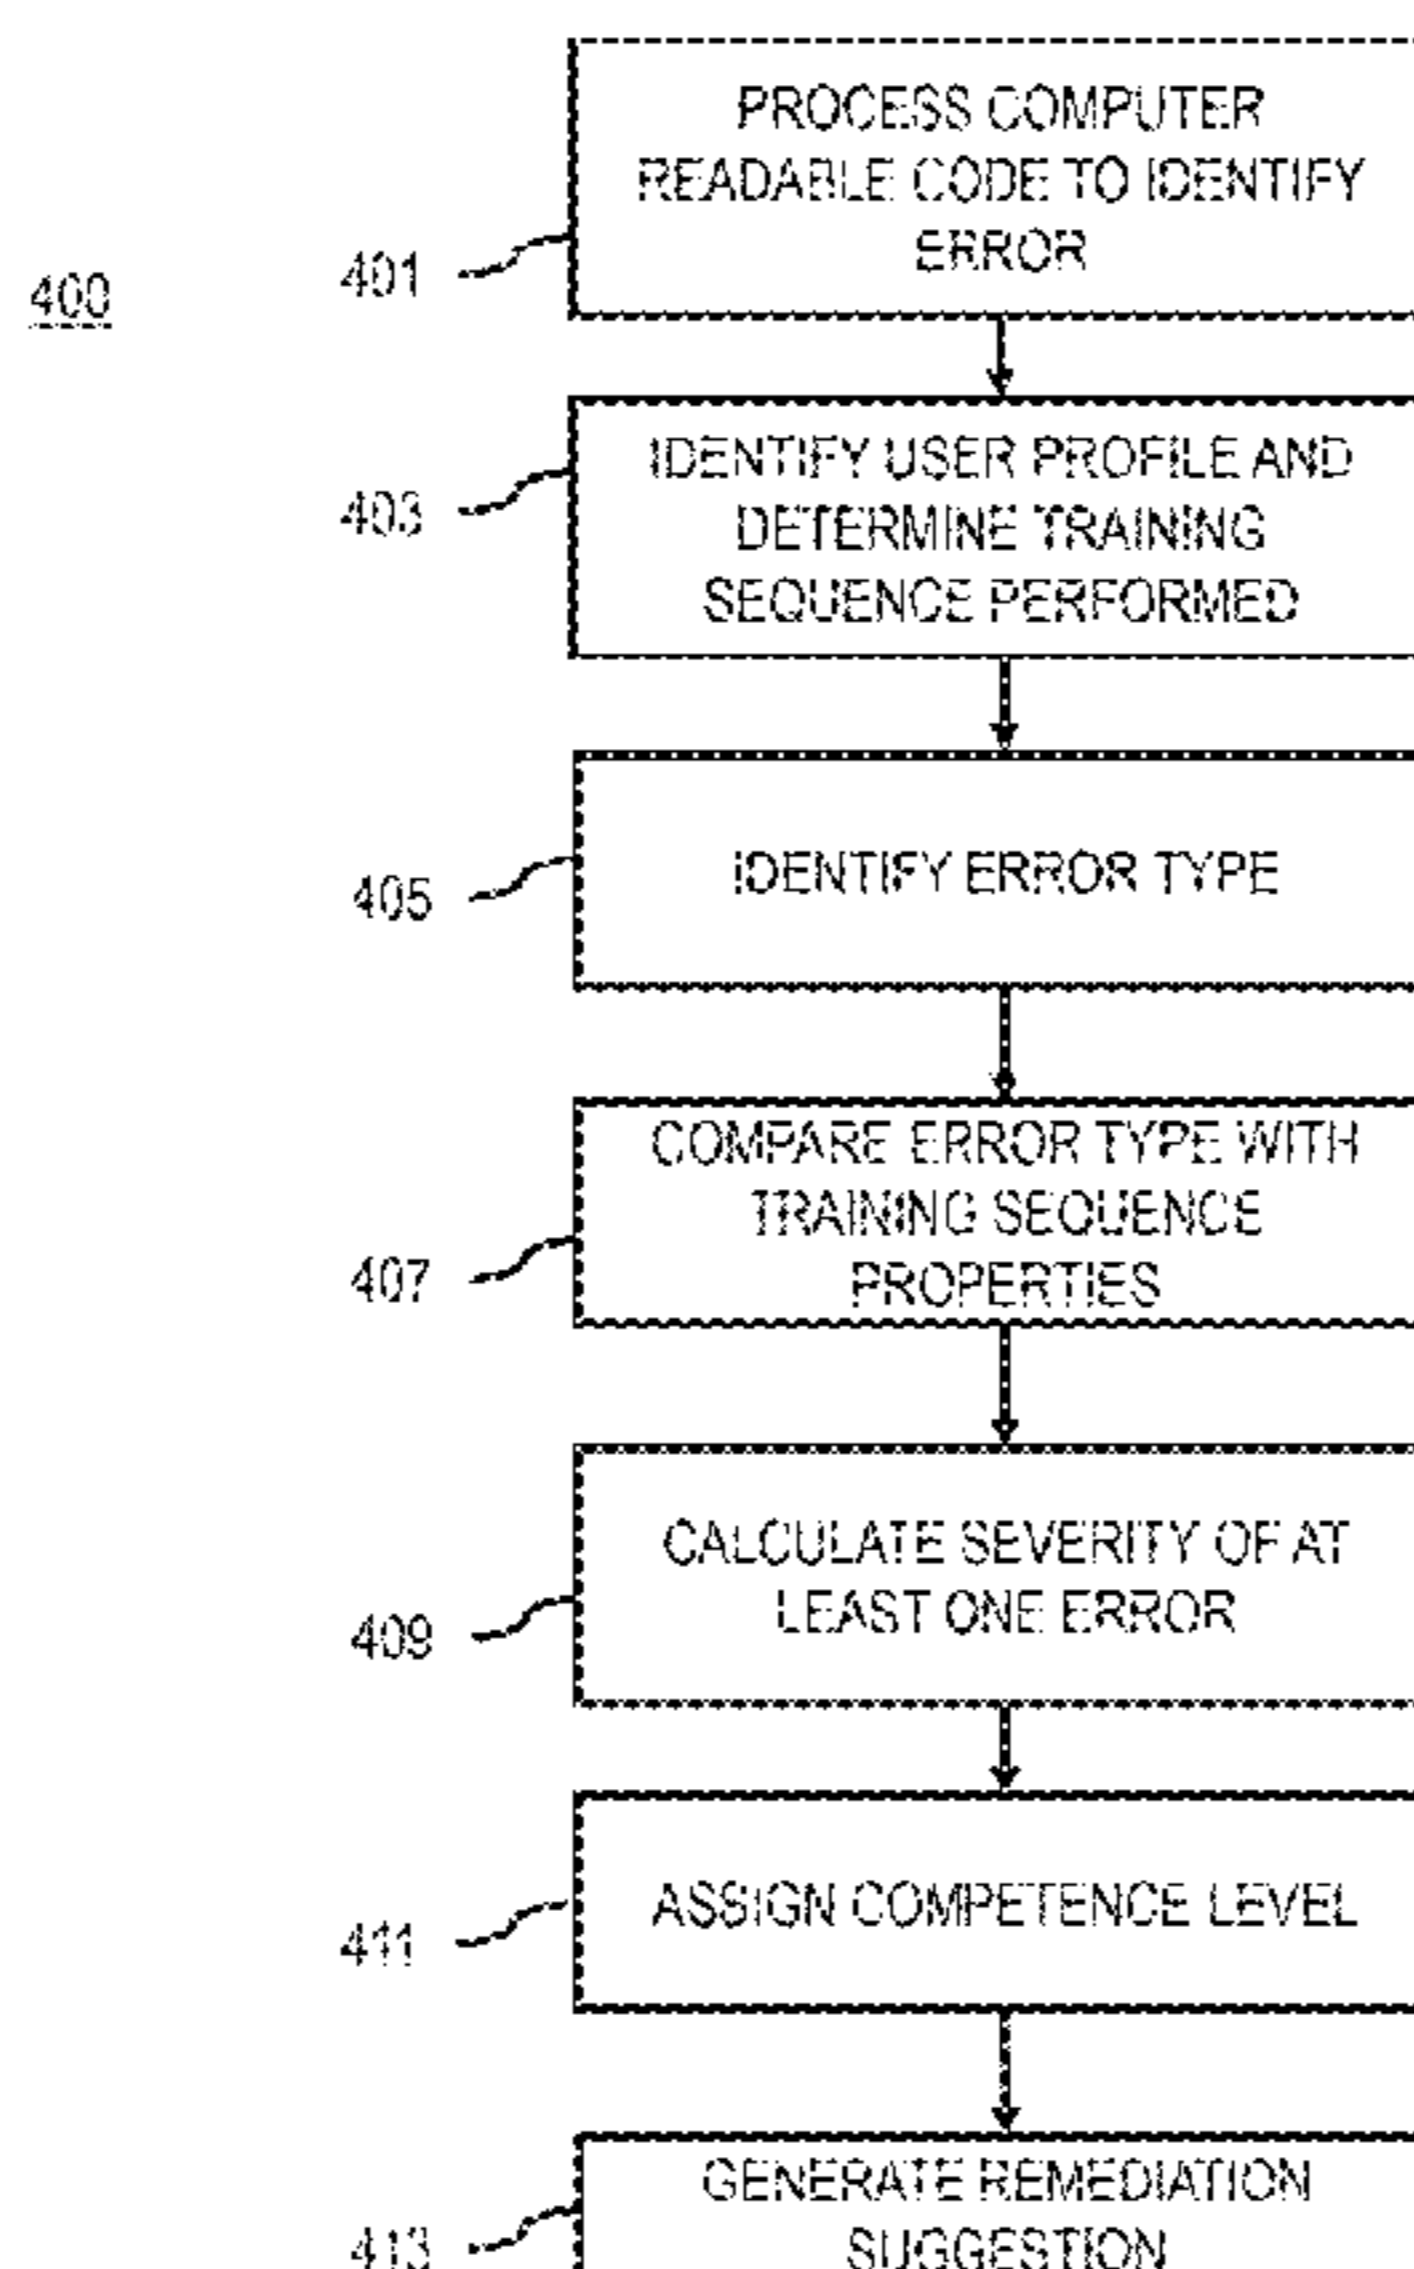 PROCESS COMPUTER
READABLE CODE TO IDENTIFY
ERROR
401
400
IDENTIFY USER PROFILE AND
DETERMINE TRAINING
SEQUENCE PERFORMED
403
IDENTIFY ERROR TYPE
405
COMPARE ERROR TYPE WITH
TRAINING SEQUENCE
PROPERTIES
407
CALCULATE SEVERITY OF AT
LEAST ONE ERROR
409
ASSIGN COMPETENCE LEVEL
411
GENERATE REMEDIATION
SUGGESTION
413